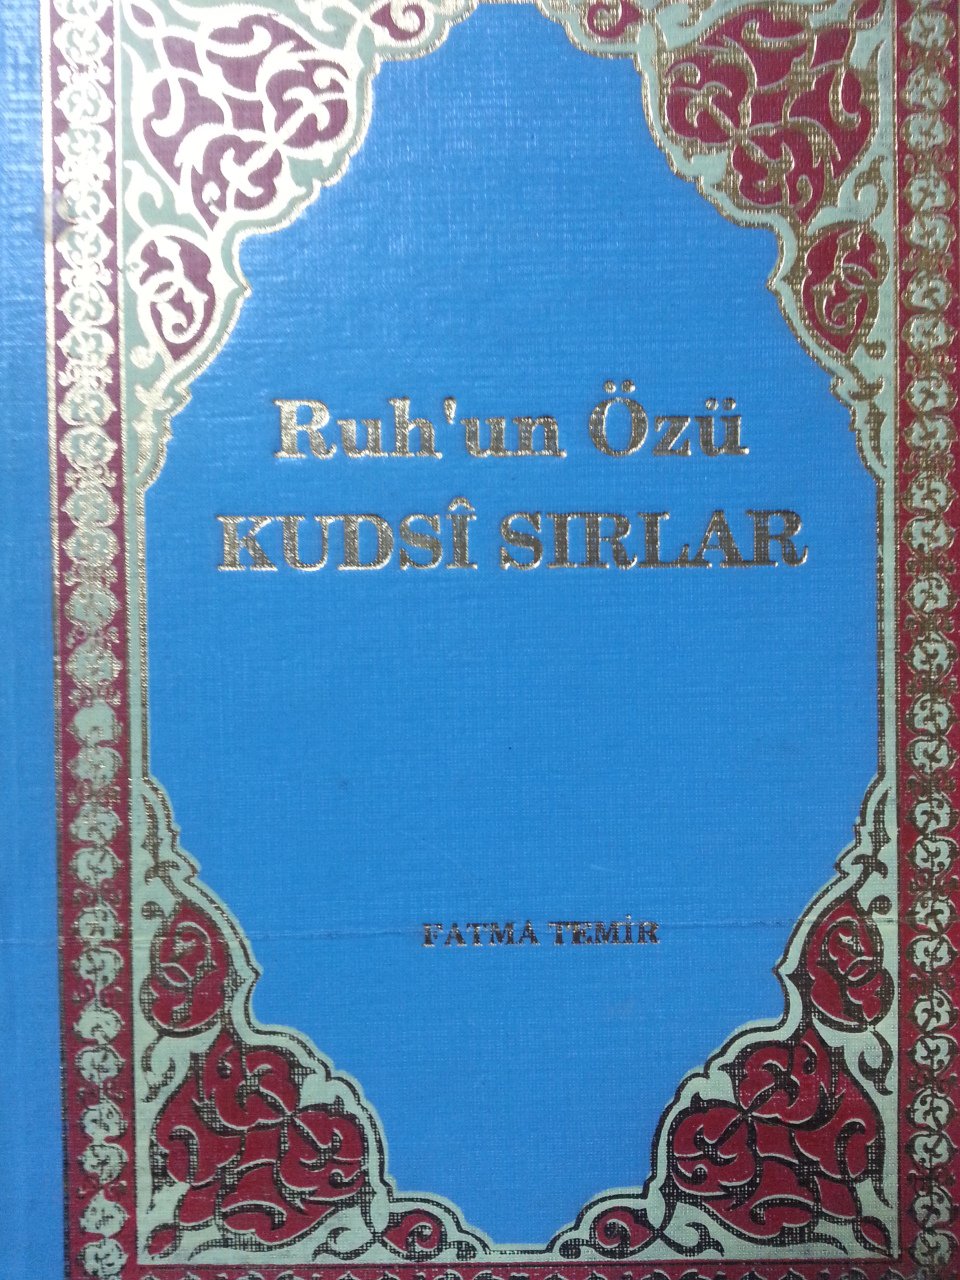 Ruh'un Özü
KUDSÎ SIRLAR
FATMA TEMİR